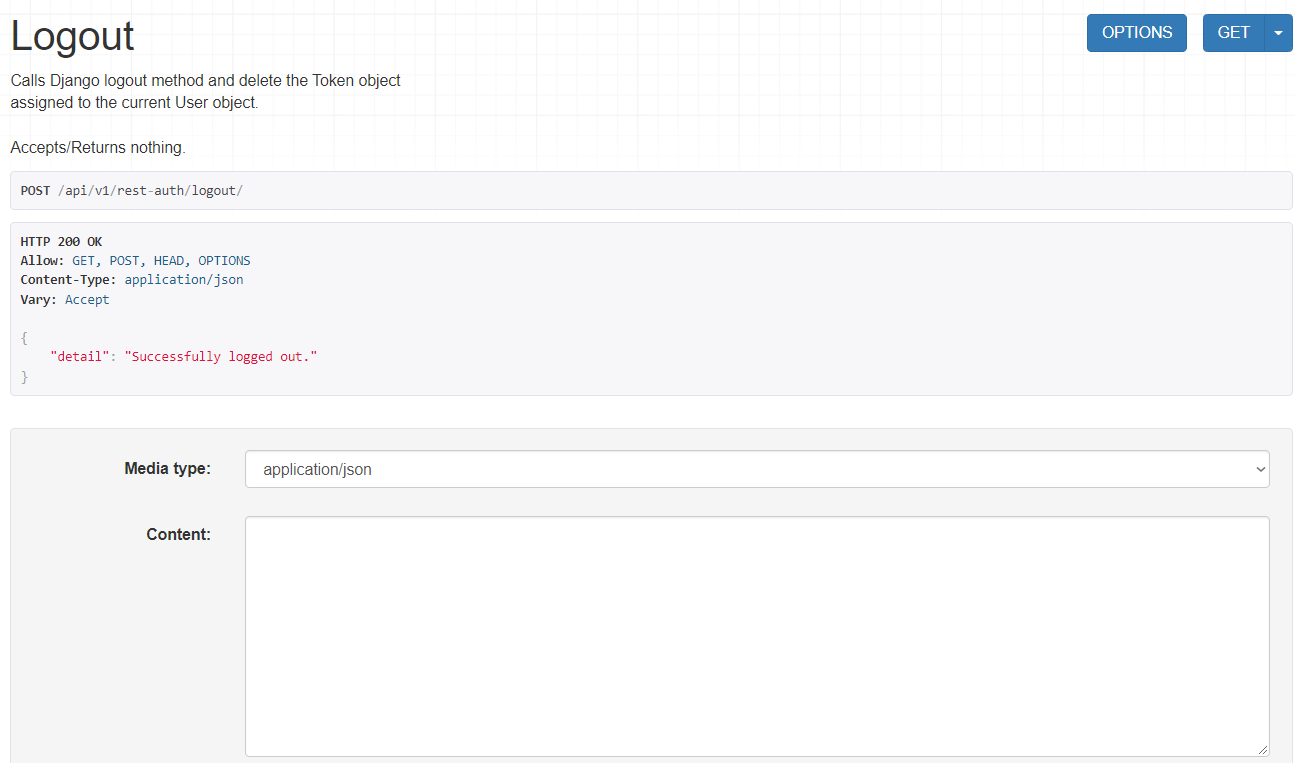 Logout
OPTIONS
GET
Calls Django logout method and delete the Token object
assigned to the current User object.
Accepts/Returns nothing.
POST /api/v1/rest-auth/logout/
HTTP 200 OK
Allow: GET, POST, HEAD, OPTIONS
Content-Type: application/json
Vary: Accept
{
    "detail": "Successfully logged out."
}
Media type:
application/json
Content: